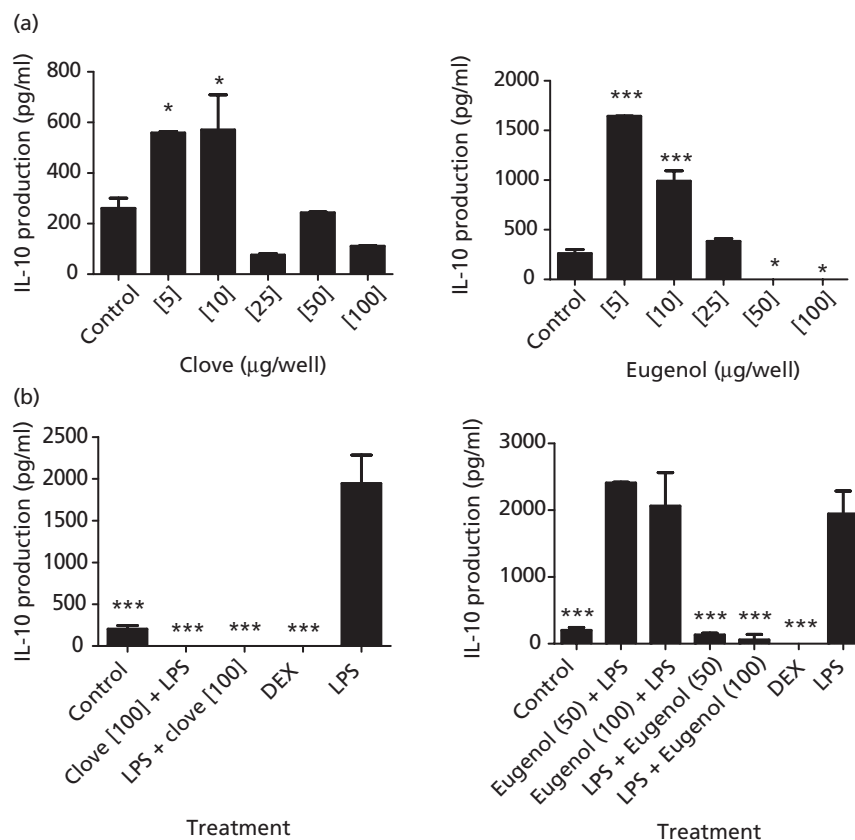 (a)
IL-10 production (pg/ml)
800
600
400
200
0
*
*
Control
[5]
[10]
[25]
[50]
[100]
Clove (μg/well)
IL-10 production (pg/ml)
2000
1500
1000
500
0
***
***
*
*
Control
[5]
[10]
[25]
[50]
[100]
Eugenol (μg/well)
(b)
IL-10 production (pg/ml)
2500
2000
1500
1000
500
0
***
***
***
***
Control
Clove [100] + LPS
LPS + clove [100]
DEX
LPS
Treatment
IL-10 production (pg/ml)
3000
2000
1000
0
***
***
***
***
Control
Eugenol (50) + LPS
Eugenol (100) + LPS
LPS + Eugenol (50)
LPS + Eugenol (100)
DEX
LPS
Treatment